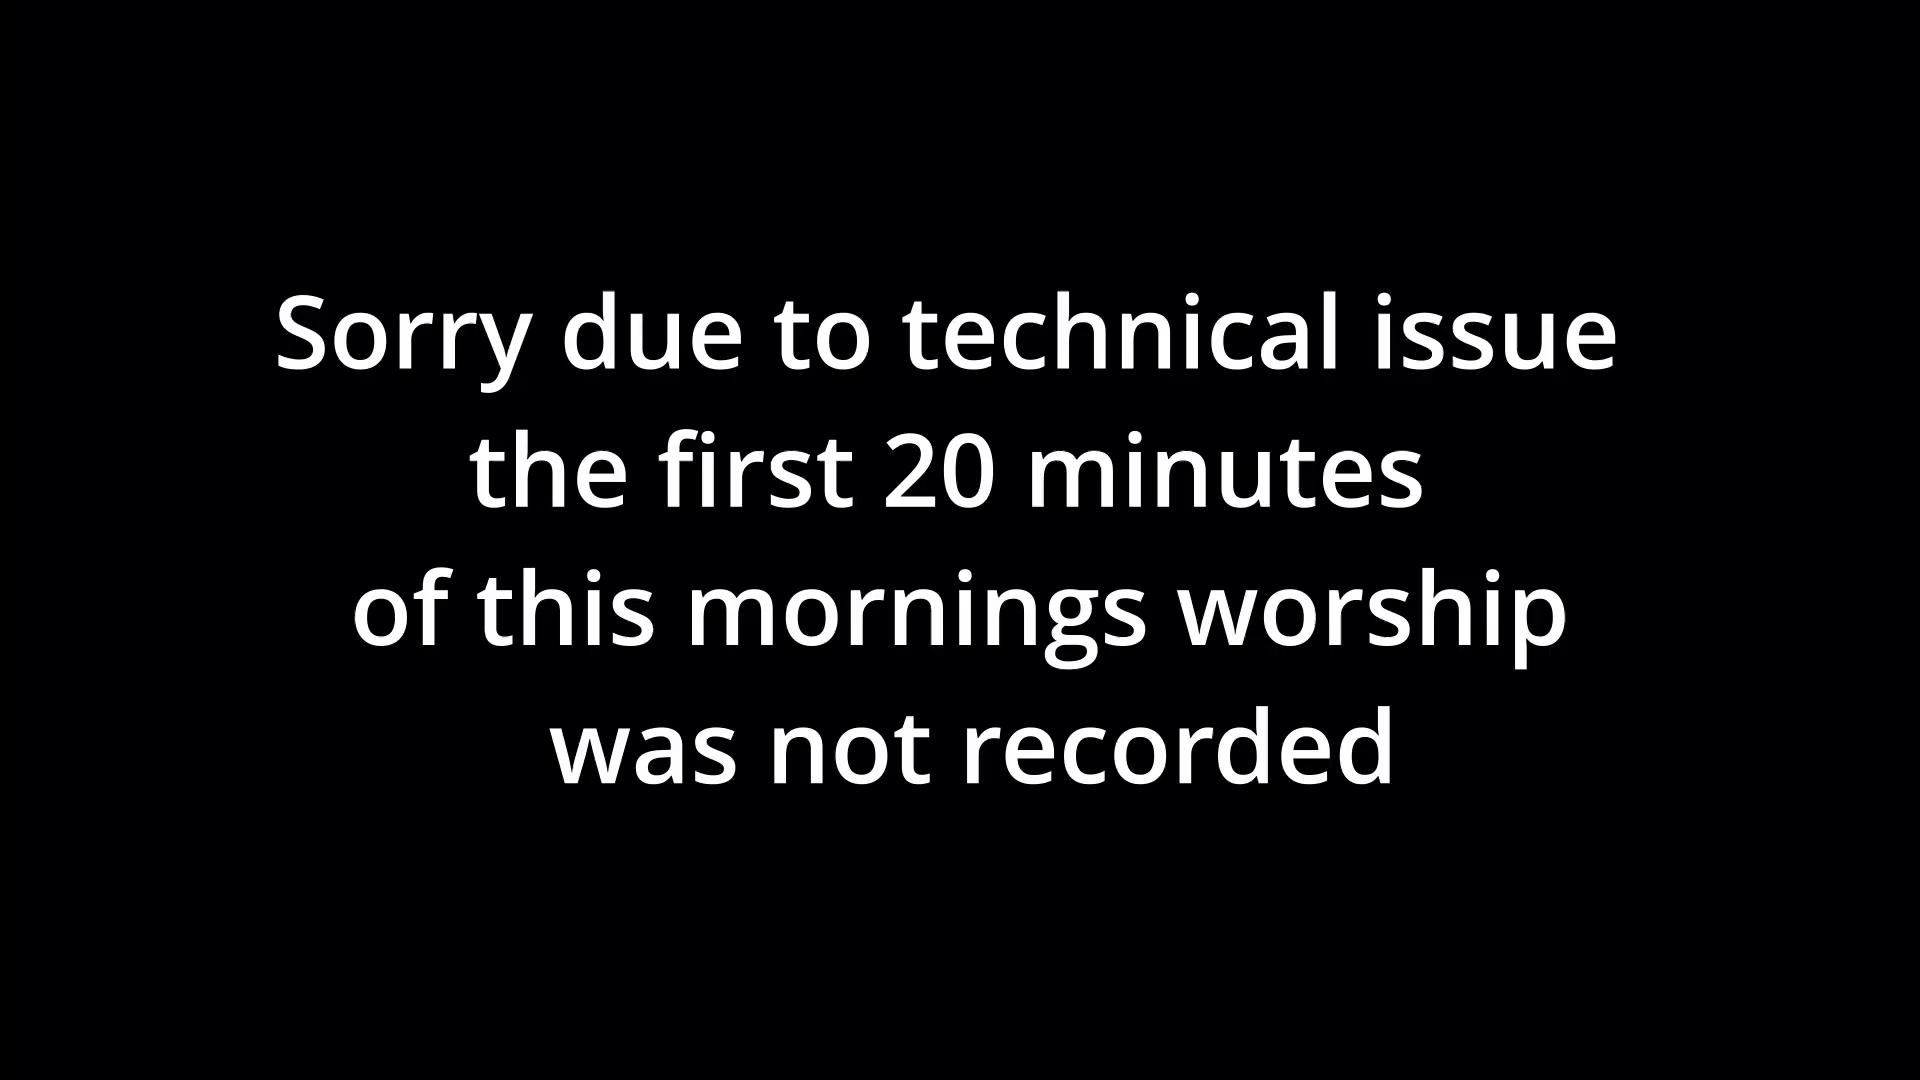 Sorry due to technical issue
the first 20 minutes
of this mornings worship
was not recorded